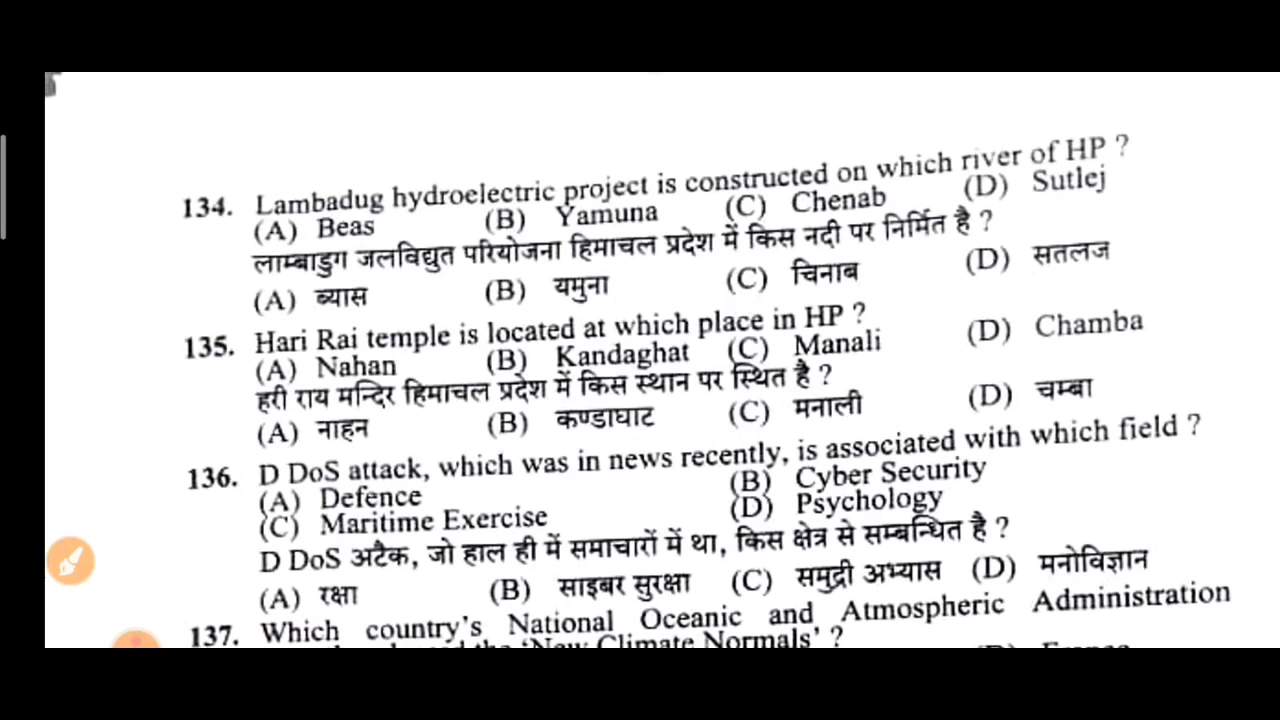 134. Lambadug hydroelectric project is constructed on which river of HP ?
(A) Beas (B) Yamuna (C) Chenab (D) Sutlej
लाम्बाडुग जलविद्युत परियोजना हिमाचल प्रदेश में किस नदी पर निर्मित है ?
(A) ब्यास (B) यमुना (C) चिनाब (D) सतलज
135. Hari Rai temple is located at which place in HP ?
(A) Nahan (B) Kandaghat (C) Manali (D) Chamba
हरी राय मन्दिर हिमाचल प्रदेश में किस स्थान पर स्थित है ?
(A) नाहन (B) कण्डाघाट (C) मनाली (D) चम्बा
136. D DoS attack, which was in news recently, is associated with which field ?
(A) Defence (B) Cyber Security
(C) Maritime Exercise (D) Psychology
D DoS अटैक, जो हाल ही में समाचारों में था, किस क्षेत्र से सम्बन्धित है ?
(A) रक्षा (B) साइबर सुरक्षा (C) समुद्री अभ्यास (D) मनोविज्ञान
137. Which country's National Oceanic and Atmospheric Administration
the 'New Climate Normals' ?